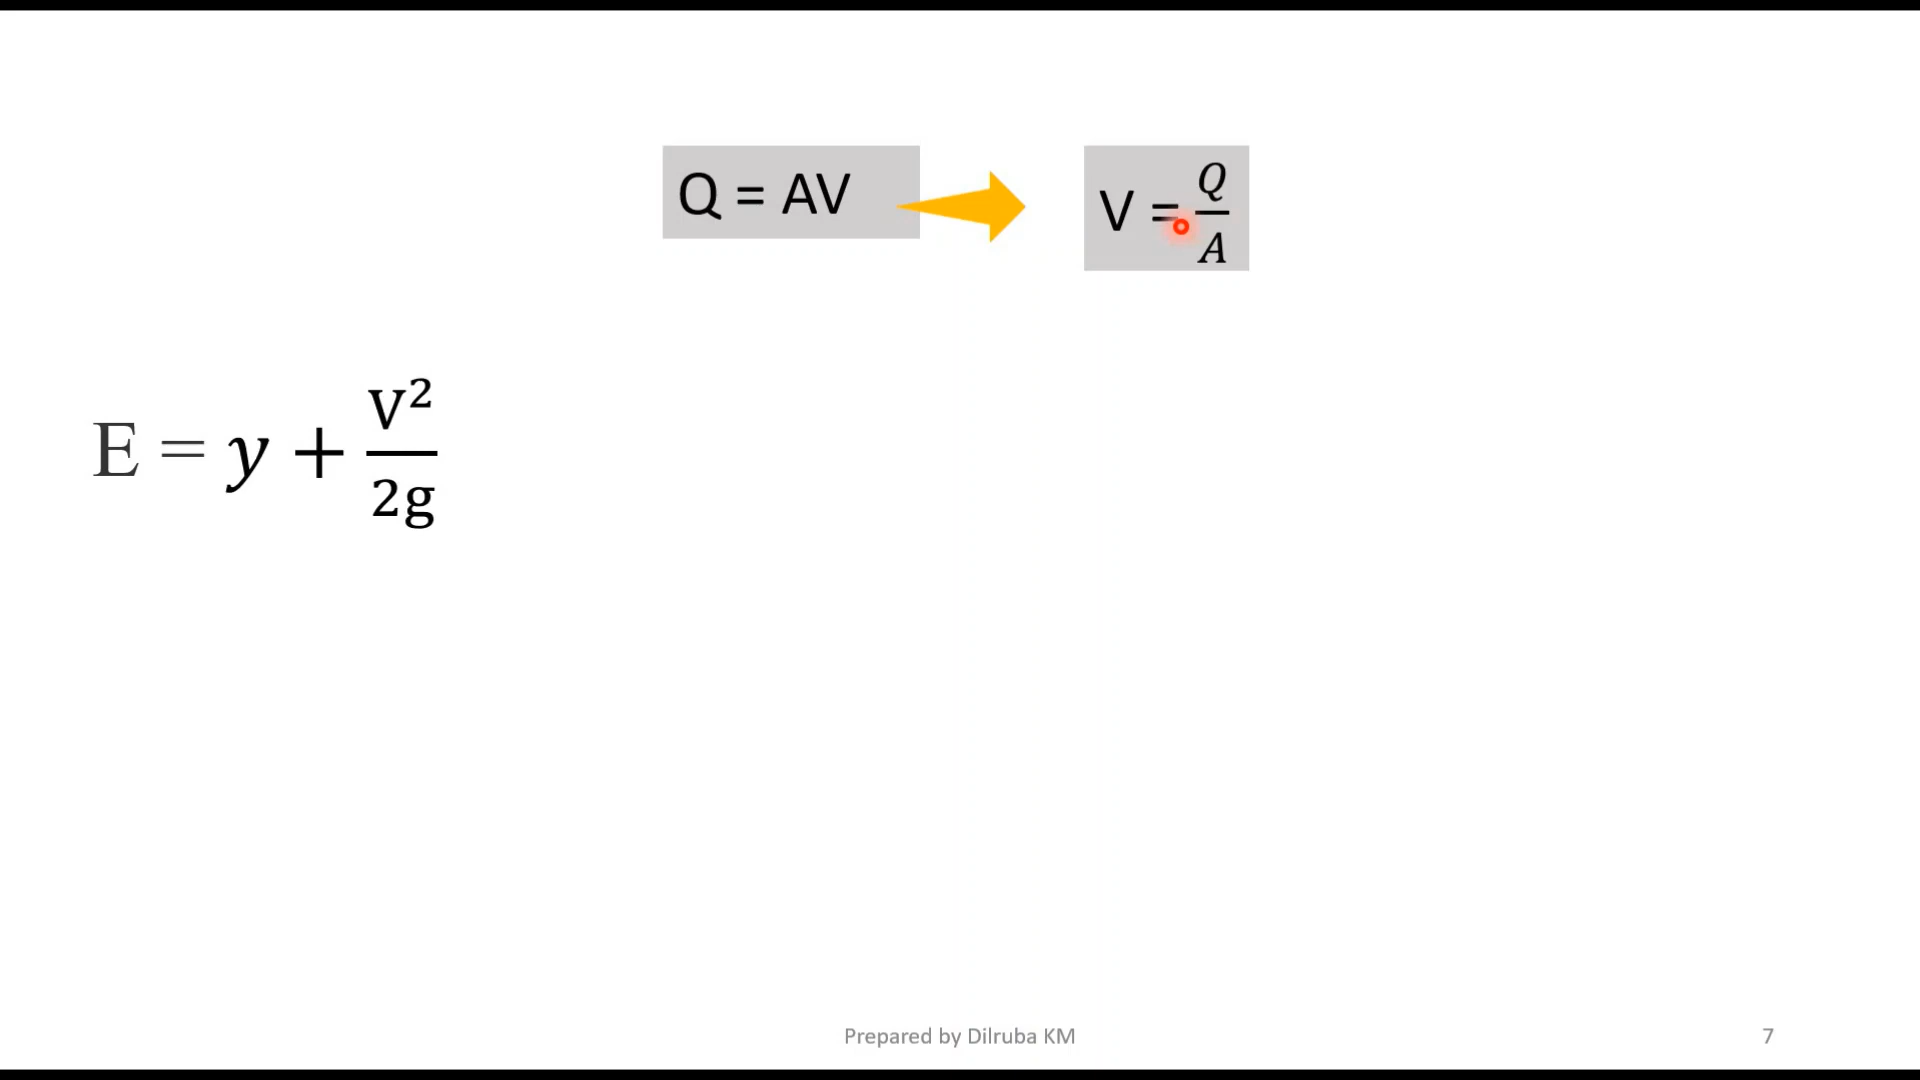 Q = AV
V = Q/A
E = y + V²/2g
Prepared by Dilruba KM
7